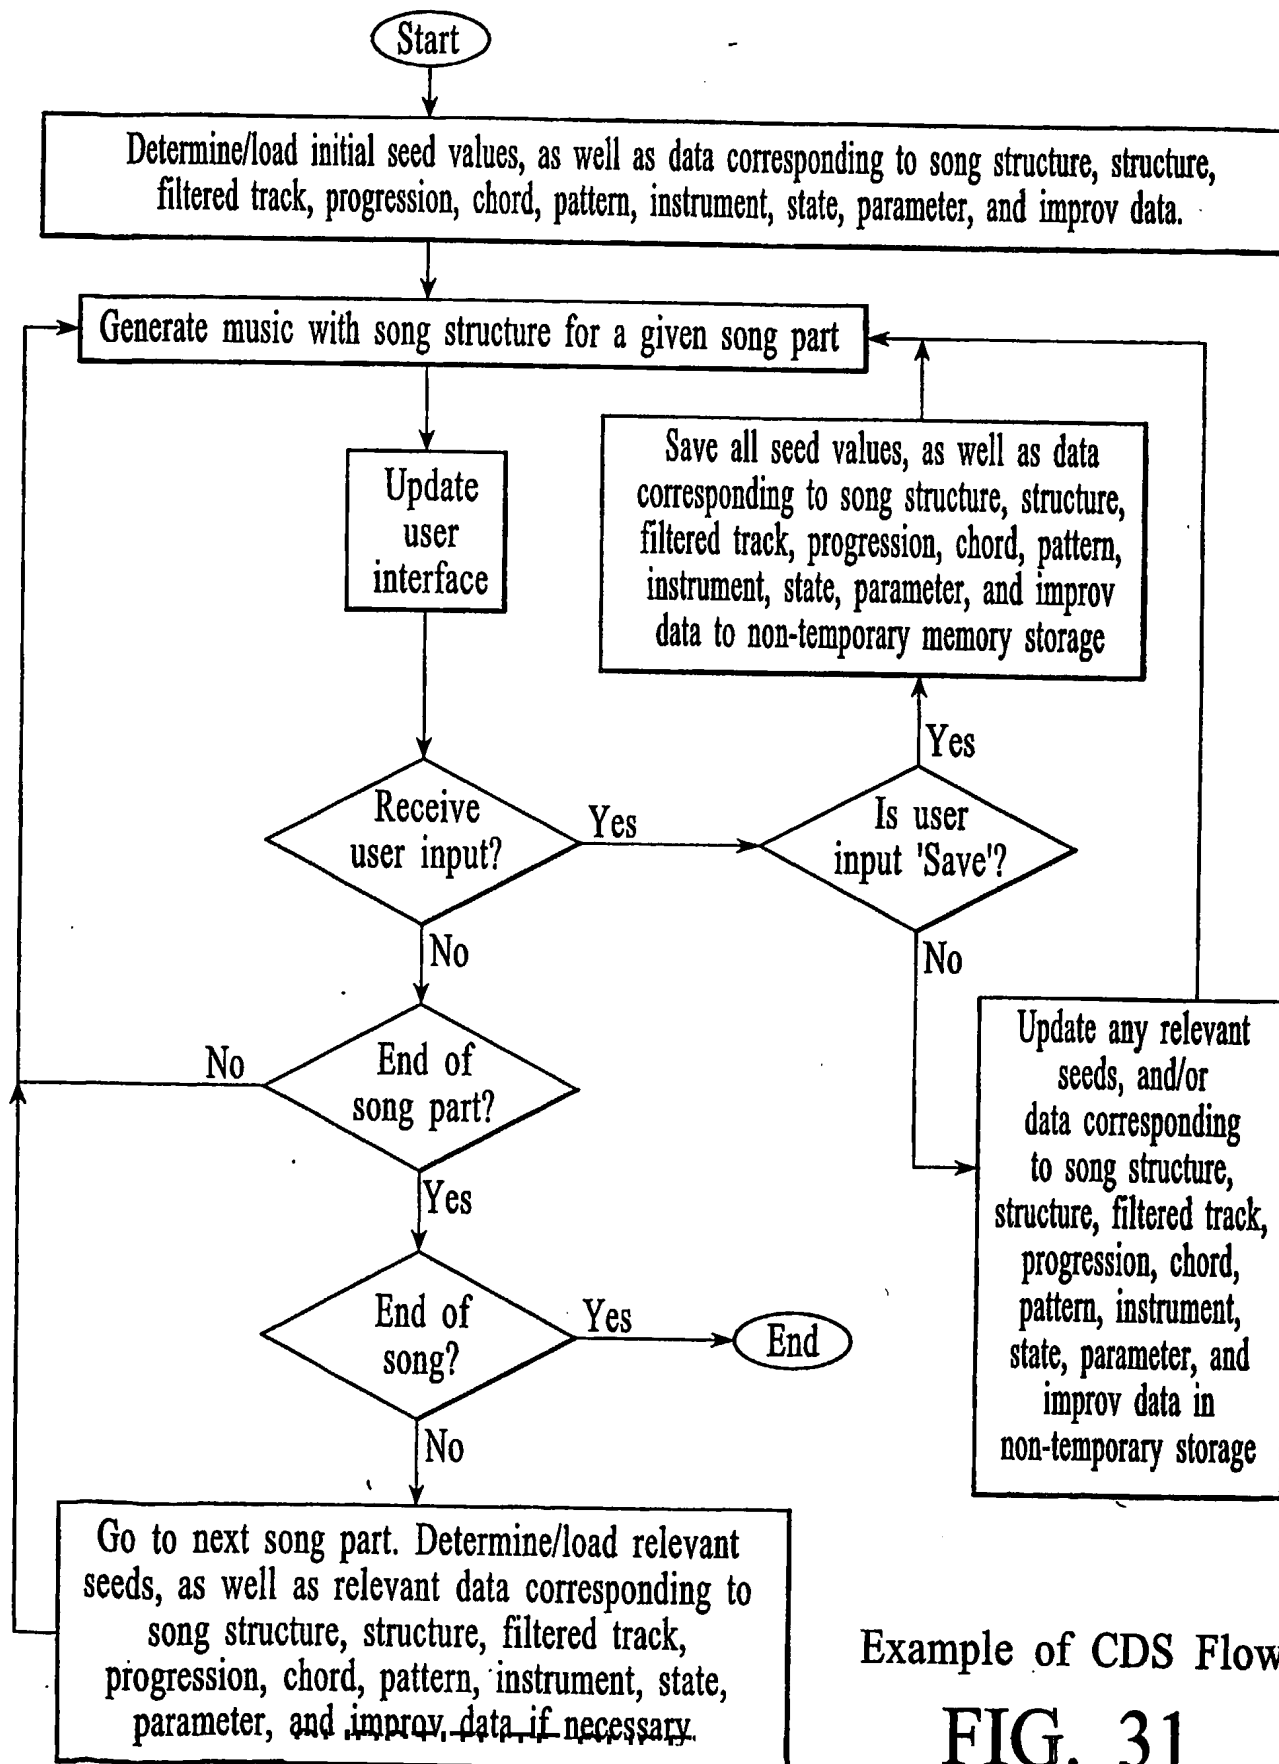 Start
Determine/load initial seed values, as well as data corresponding to song structure, structure,
filtered track, progression, chord, pattern, instrument, state, parameter, and improv data.
Generate music with song structure for a given song part
Update
user
interface
Save all seed values, as well as data
corresponding to song structure, structure,
filtered track, progression, chord, pattern,
instrument, state, parameter, and improv
data to non-temporary memory storage
Yes
Receive
user input?
Yes
Is user
input 'Save'?
No
No
Update any relevant
seeds, and/or
data corresponding
to song structure,
structure, filtered track,
progression, chord,
pattern, instrument,
state, parameter, and
improv data in
non-temporary storage
End of
song part?
No
Yes
End of
song?
Yes
End
No
Go to next song part. Determine/load relevant
seeds, as well as relevant data corresponding to
song structure, structure, filtered track,
progression, chord, pattern, instrument, state,
parameter, and improv data if necessary.
Example of CDS Flow
FIG. 31